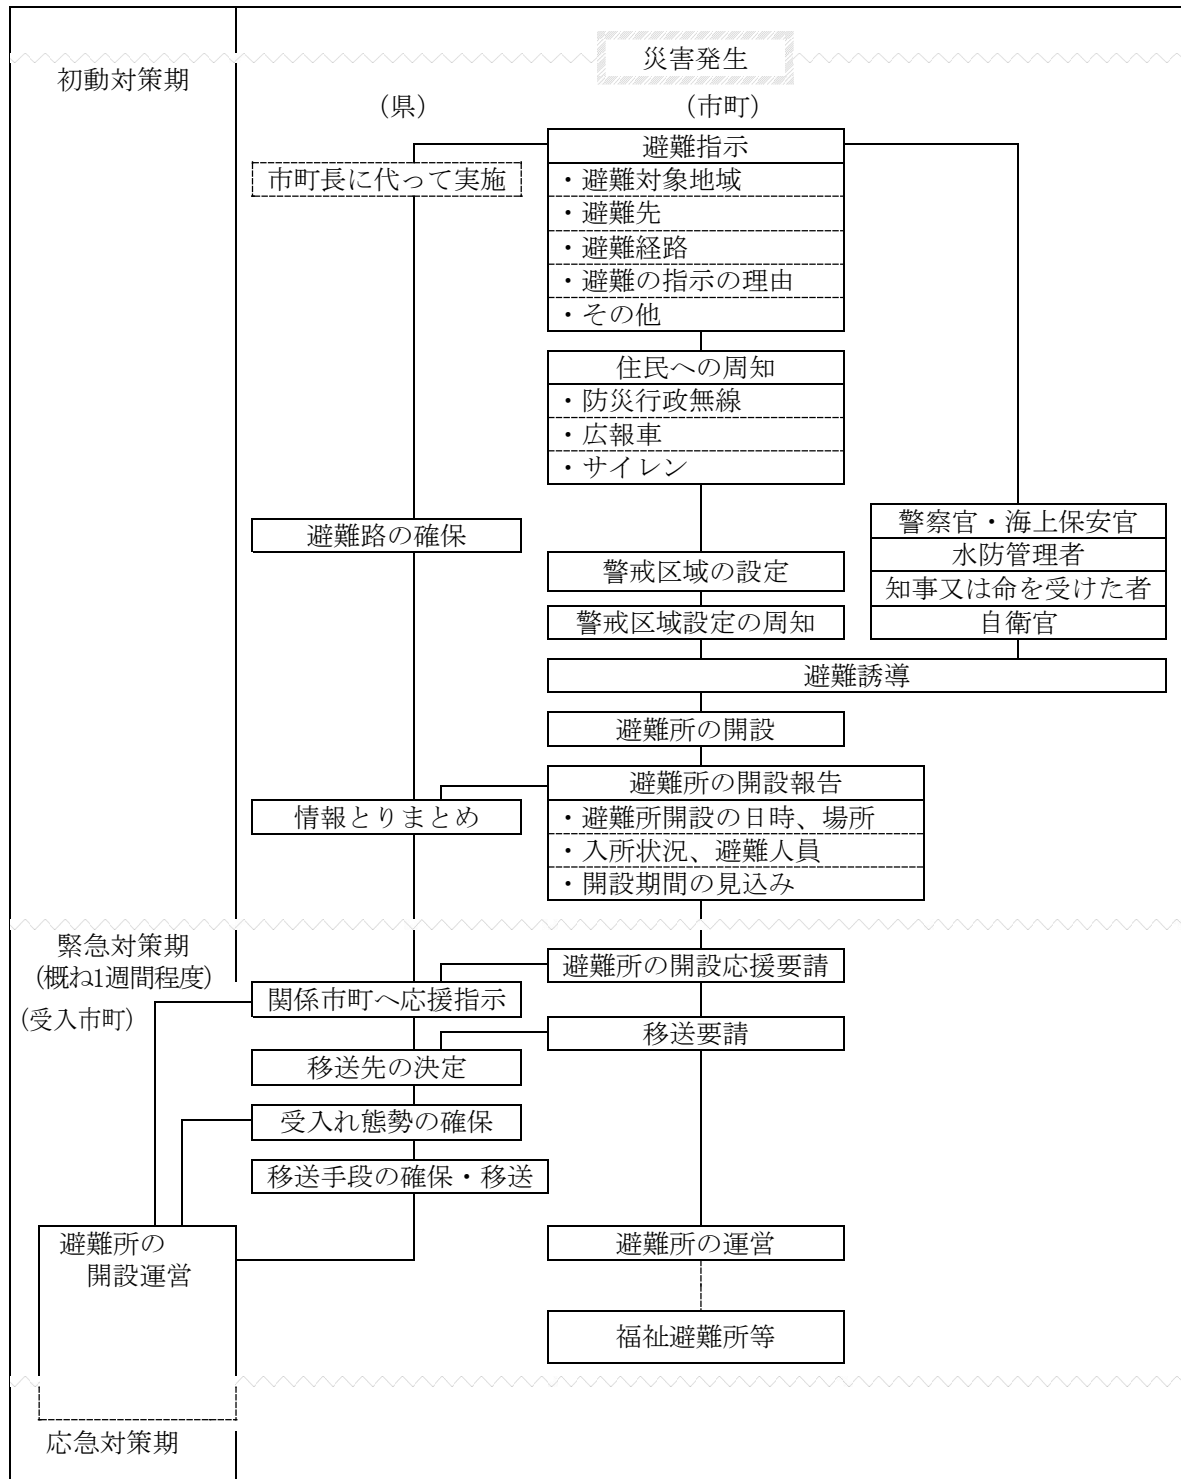 災害発生
初動対策期
(県)
(市町)
避難指示
市町長に代って実施
・避難対象地域
・避難先
・避難経路
・避難の指示の理由
・その他
住民への周知
・防災行政無線
・広報車
・サイレン
避難路の確保
警察官・海上保安官
水防管理者
知事又は命を受けた者
自衛官
警戒区域の設定
警戒区域設定の周知
避難誘導
避難所の開設
避難所の開設報告
情報とりまとめ
・避難所開設の日時、場所
・入所状況、避難人員
・開設期間の見込み
緊急対策期
(概ね1週間程度)
(受入市町)
避難所の開設応援要請
関係市町へ応援指示
移送要請
移送先の決定
受入れ態勢の確保
移送手段の確保・移送
避難所の
開設運営
避難所の運営
福祉避難所等
応急対策期